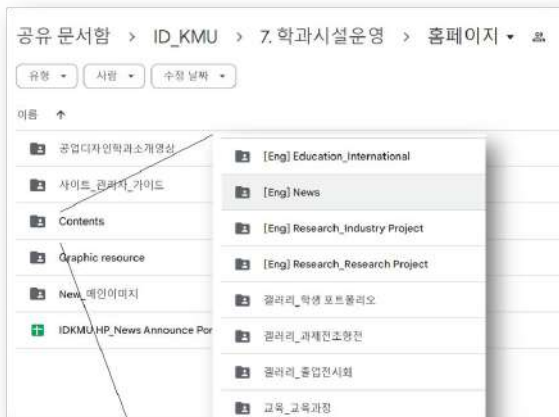 공유 문서함 > ID_KMU > 7. 학과시설운영 > 홈페이지
유형 사람 수정 날짜
이름
공업디자인학과소개영상
사이트_관리자_가이드
Contents
Graphic resource
New_메인이미지
IDKMU HP_News Announce Por
[Eng] Education_International
[Eng] News
[Eng] Research_Industry Project
[Eng] Research_Research Project
갤러리_학생 포트폴리오
갤러리_과제전조형전
갤러리_졸업전시회
교육_교육과정